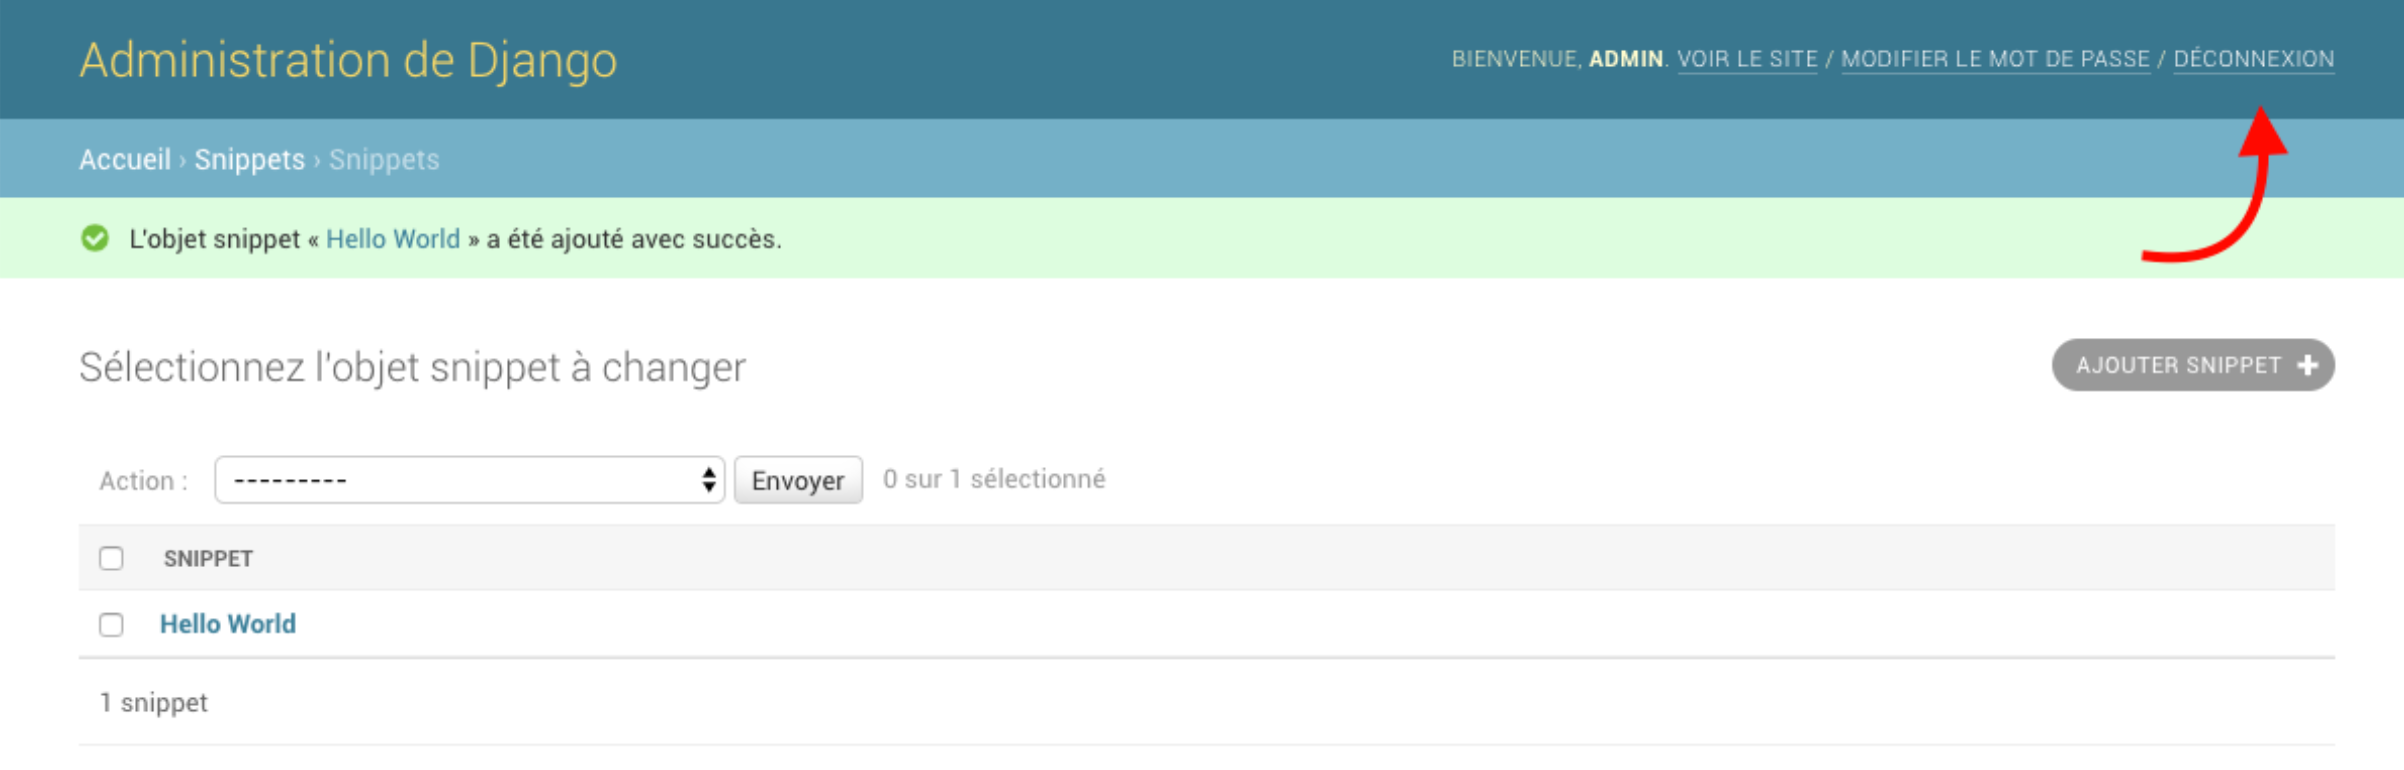 Administration de Django
BIENVENUE, ADMIN. VOIR LE SITE / MODIFIER LE MOT DE PASSE / DÉCONNEXION
Accueil › Snippets › Snippets
L'objet snippet « Hello World » a été ajouté avec succès.
Sélectionnez l'objet snippet à changer
AJOUTER SNIPPET +
Action : --------- Envoyer 0 sur 1 sélectionné
SNIPPET
Hello World
1 snippet